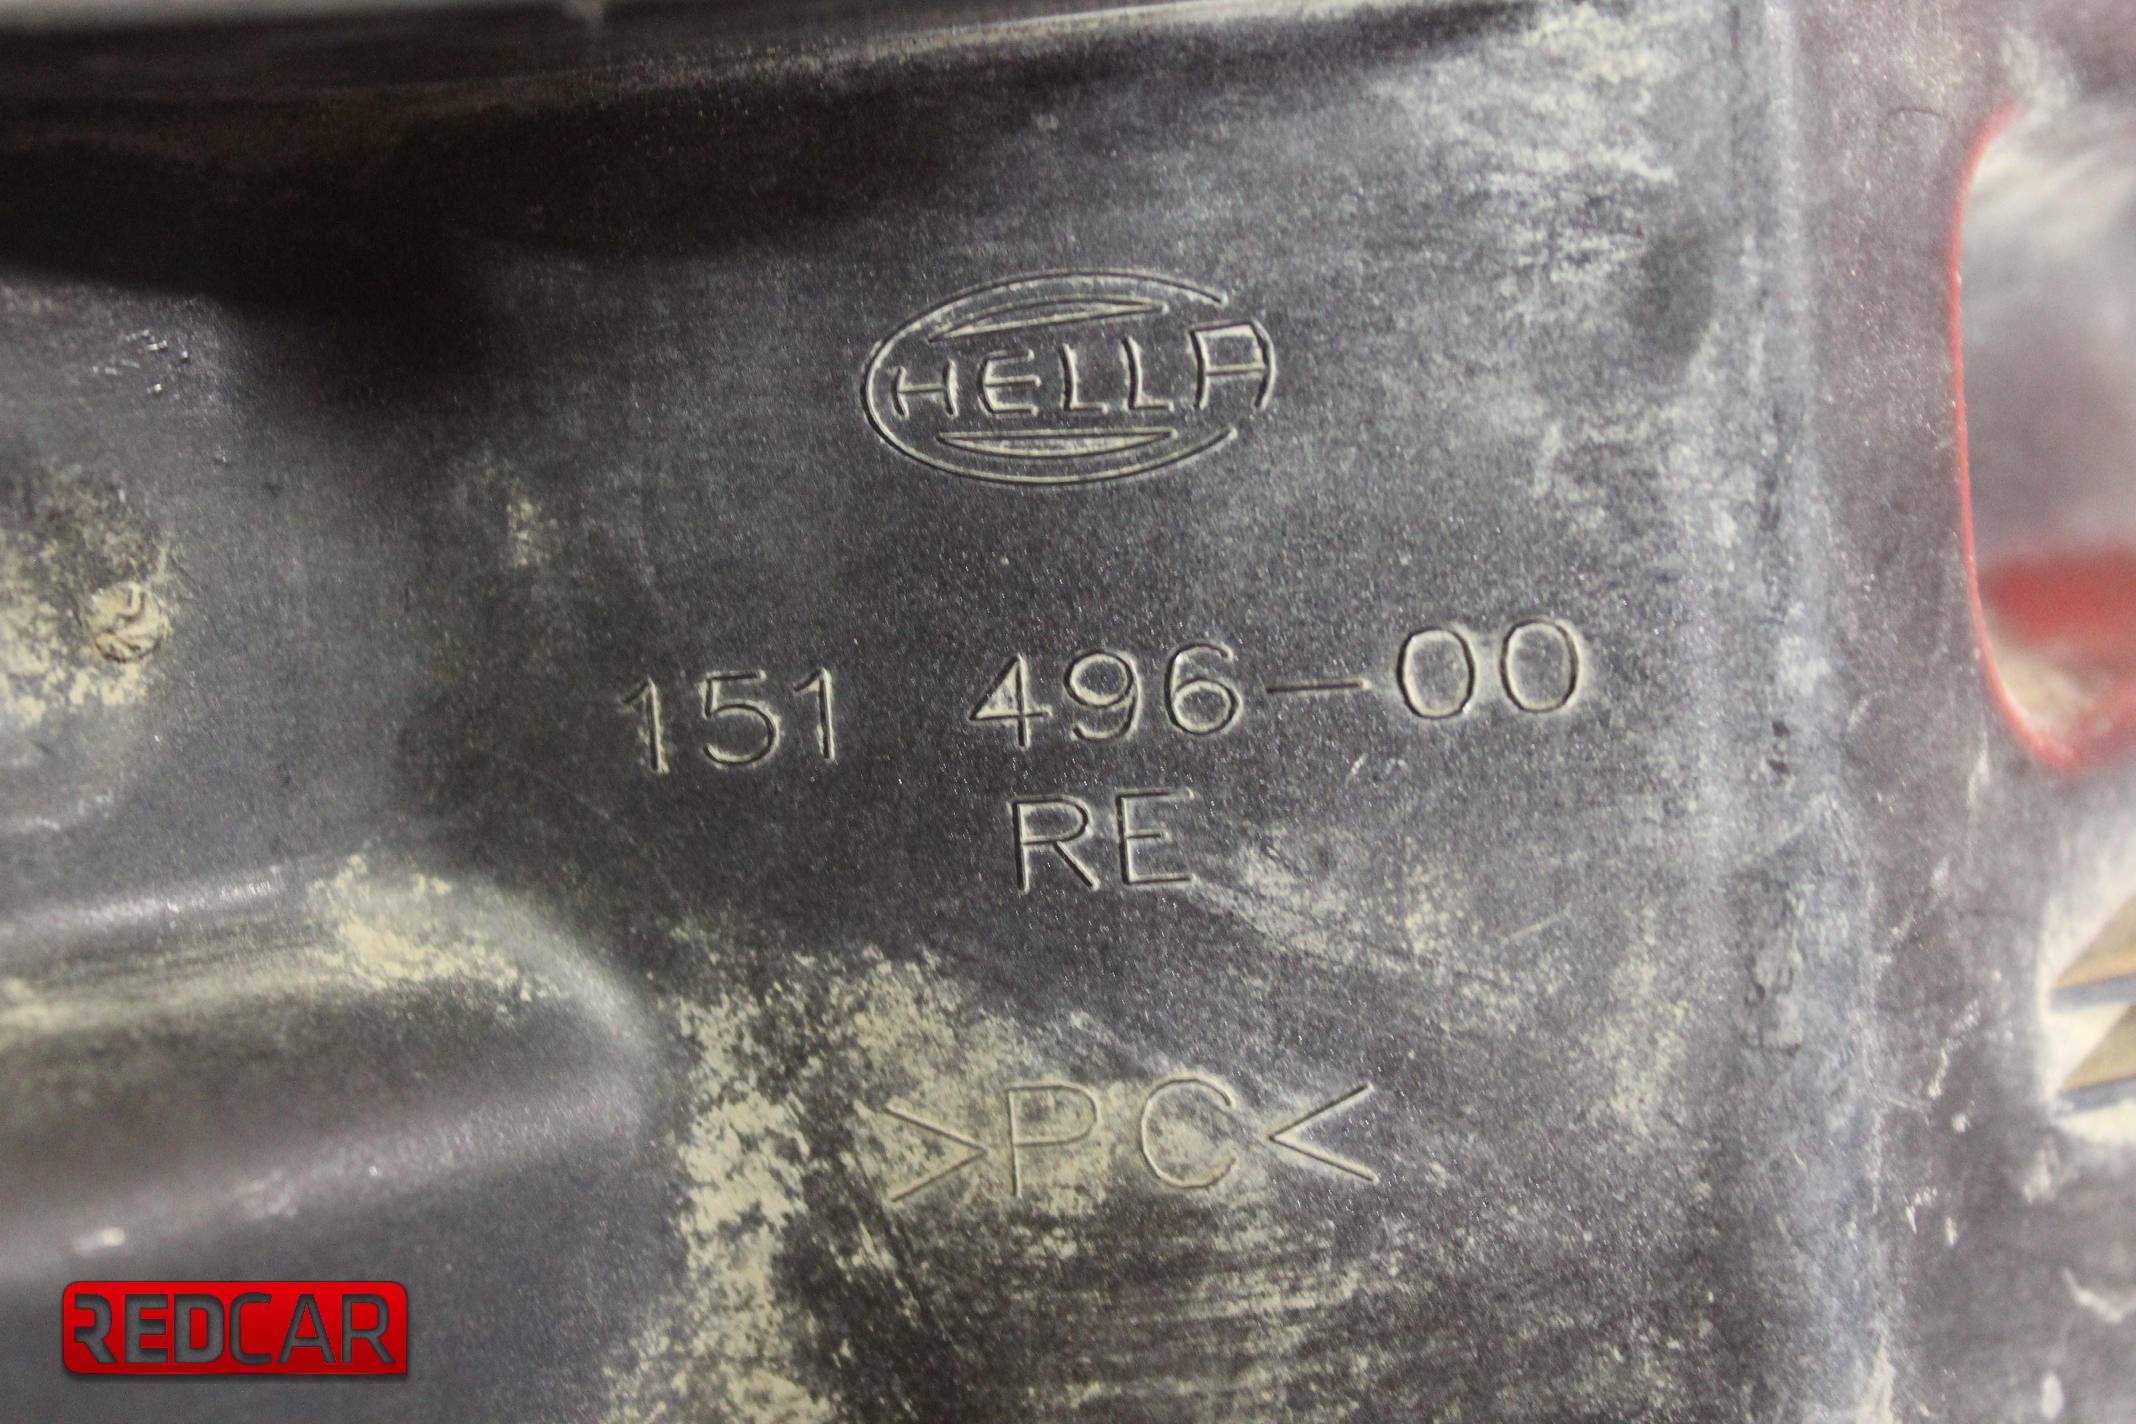 HELLA
151 496-00
RE
>PC<
REDCAR